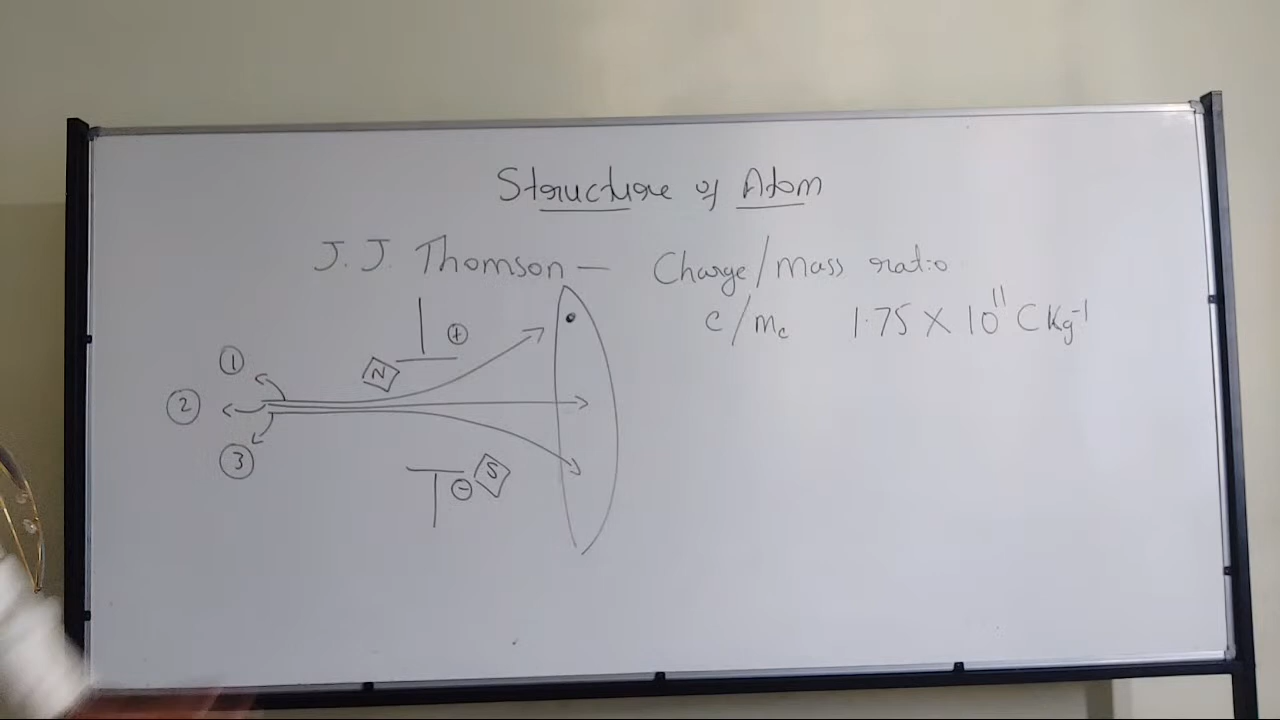 Structure of Atom
J. J. Thomson — Charge/mass ratio
e/me 1.75 × 10¹¹ C Kg⁻¹
+
N
1
2
3
S
−